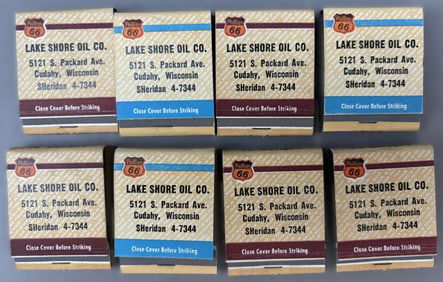 66
LAKE SHORE OIL CO.
5121 S. Packard Ave.
Cudahy, Wisconsin
SHeridan 4-7344
Close Cover Before Striking
66
LAKE SHORE OIL CO.
5121 S. Packard Ave.
Cudahy, Wisconsin
SHeridan 4-7344
Close Cover Before Striking
66
LAKE SHORE OIL CO.
5121 S. Packard Ave.
Cudahy, Wisconsin
SHeridan 4-7344
Close Cover Before Striking
66
LAKE SHORE OIL CO.
5121 S. Packard Ave.
Cudahy, Wisconsin
SHeridan 4-7344
Close Cover Before Striking
66
LAKE SHORE OIL CO.
5121 S. Packard Ave.
Cudahy, Wisconsin
SHeridan 4-7344
Close Cover Before Striking
66
LAKE SHORE OIL CO.
5121 S. Packard Ave.
Cudahy, Wisconsin
SHeridan 4-7344
Close Cover Before Striking
66
LAKE SHORE OIL CO.
5121 S. Packard Ave.
Cudahy, Wisconsin
SHeridan 4-7344
Close Cover Before Striking
66
LAKE SHORE OIL CO.
5121 S. Packard Ave.
Cudahy, Wisconsin
SHeridan 4-7344
Close Cover Before Striking